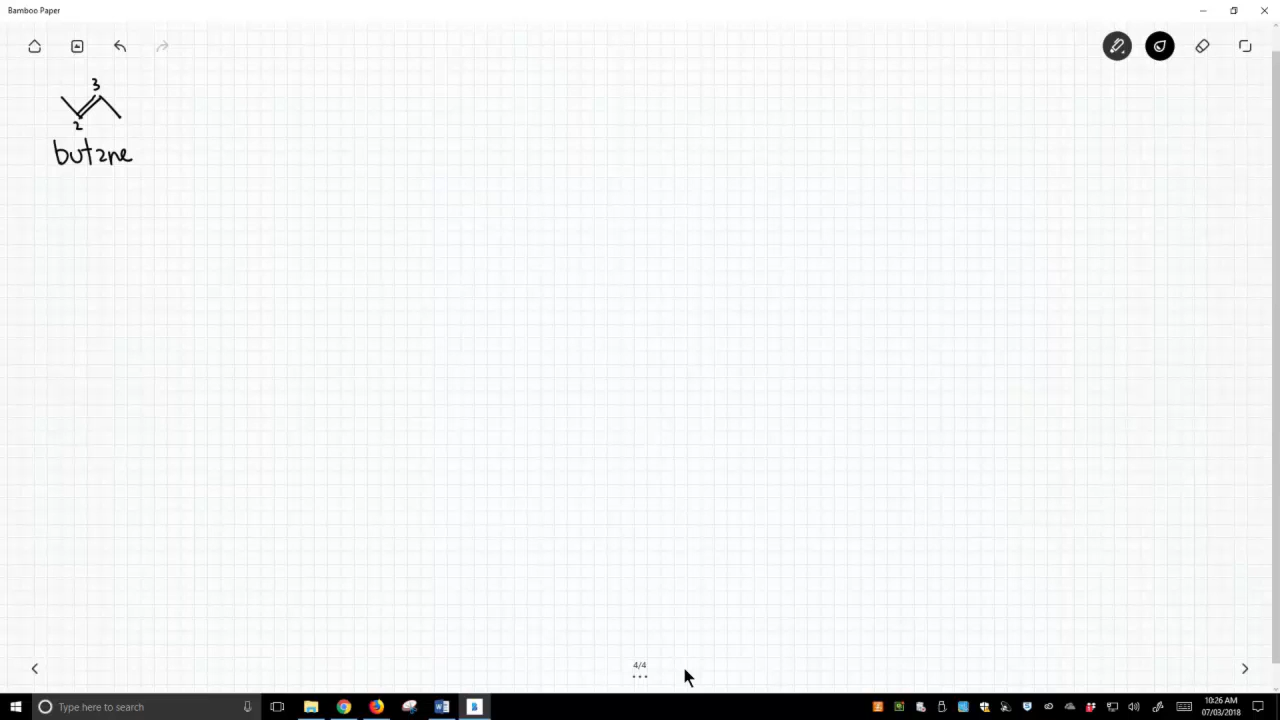 Bamboo Paper
3
2
but2ne
4/4
Type here to search
10:26 AM
07/03/2018